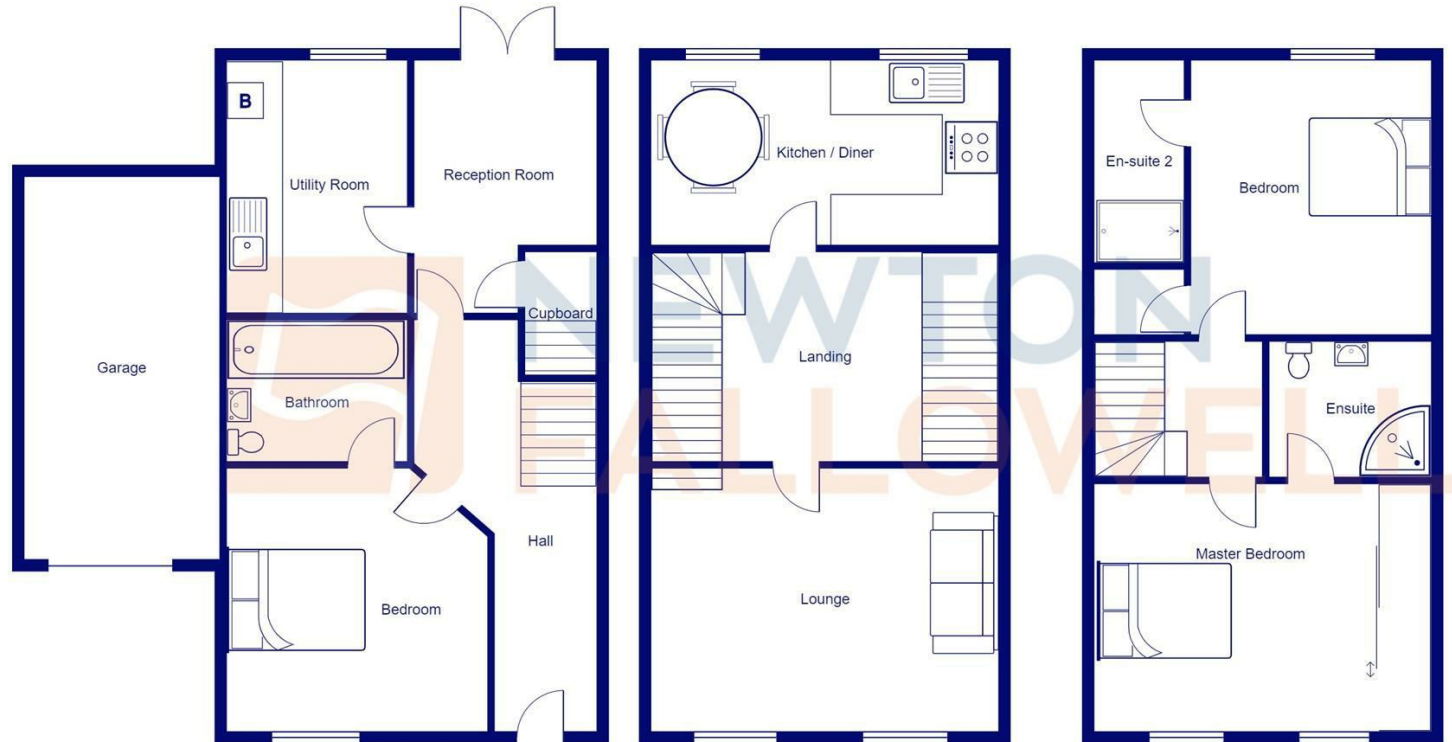 B
Utility Room
Reception Room
Cupboard
Garage
Bathroom
Hall
Bedroom
Kitchen / Diner
Landing
Lounge
En-suite 2
Bedroom
Ensuite
Master Bedroom
NEWTON
FALLOWELL